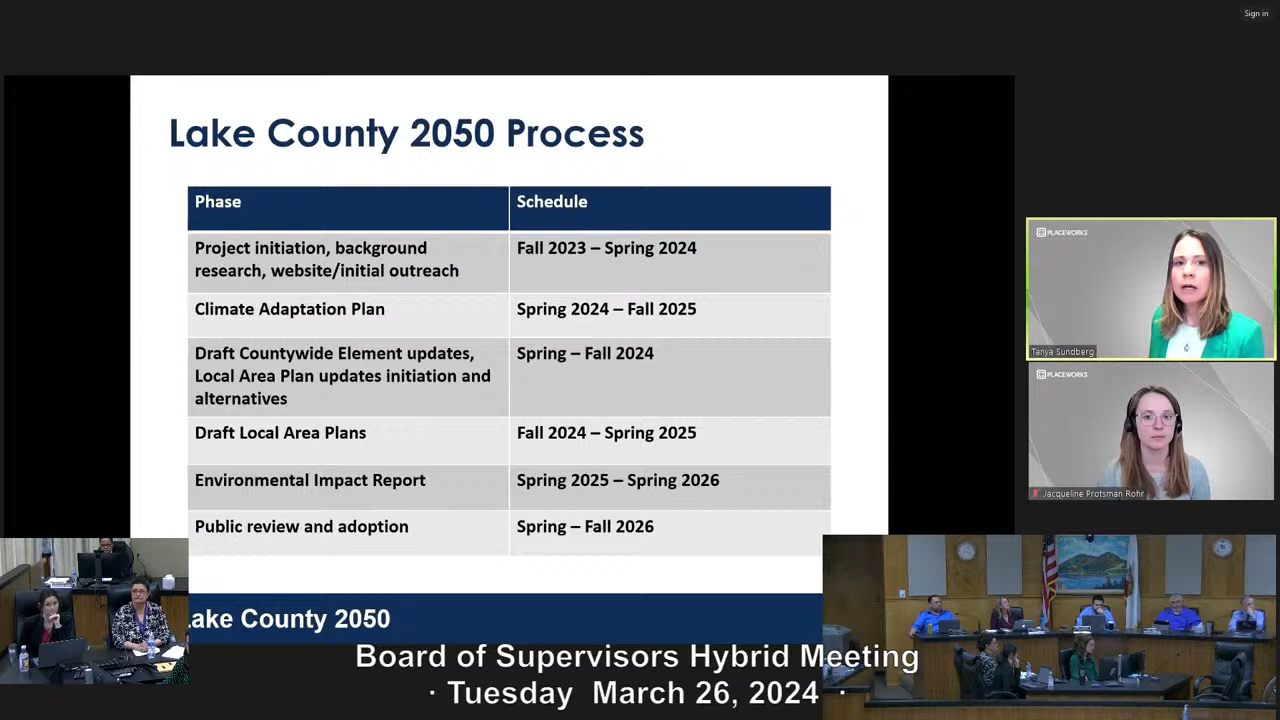 Sign in
Lake County 2050 Process
Phase
Schedule
Project initiation, background
research, website/initial outreach
Fall 2023 – Spring 2024
Climate Adaptation Plan
Spring 2024 – Fall 2025
Draft Countywide Element updates,
Local Area Plan updates initiation and
alternatives
Spring – Fall 2024
Draft Local Area Plans
Fall 2024 – Spring 2025
Environmental Impact Report
Spring 2025 – Spring 2026
Public review and adoption
Spring – Fall 2026
PLACEWORKS
Tanya Sundberg
PLACEWORKS
Jacqueline Protsman Rohr
ake County 2050
Board of Supervisors Hybrid Meeting
· Tuesday March 26, 2024 ·